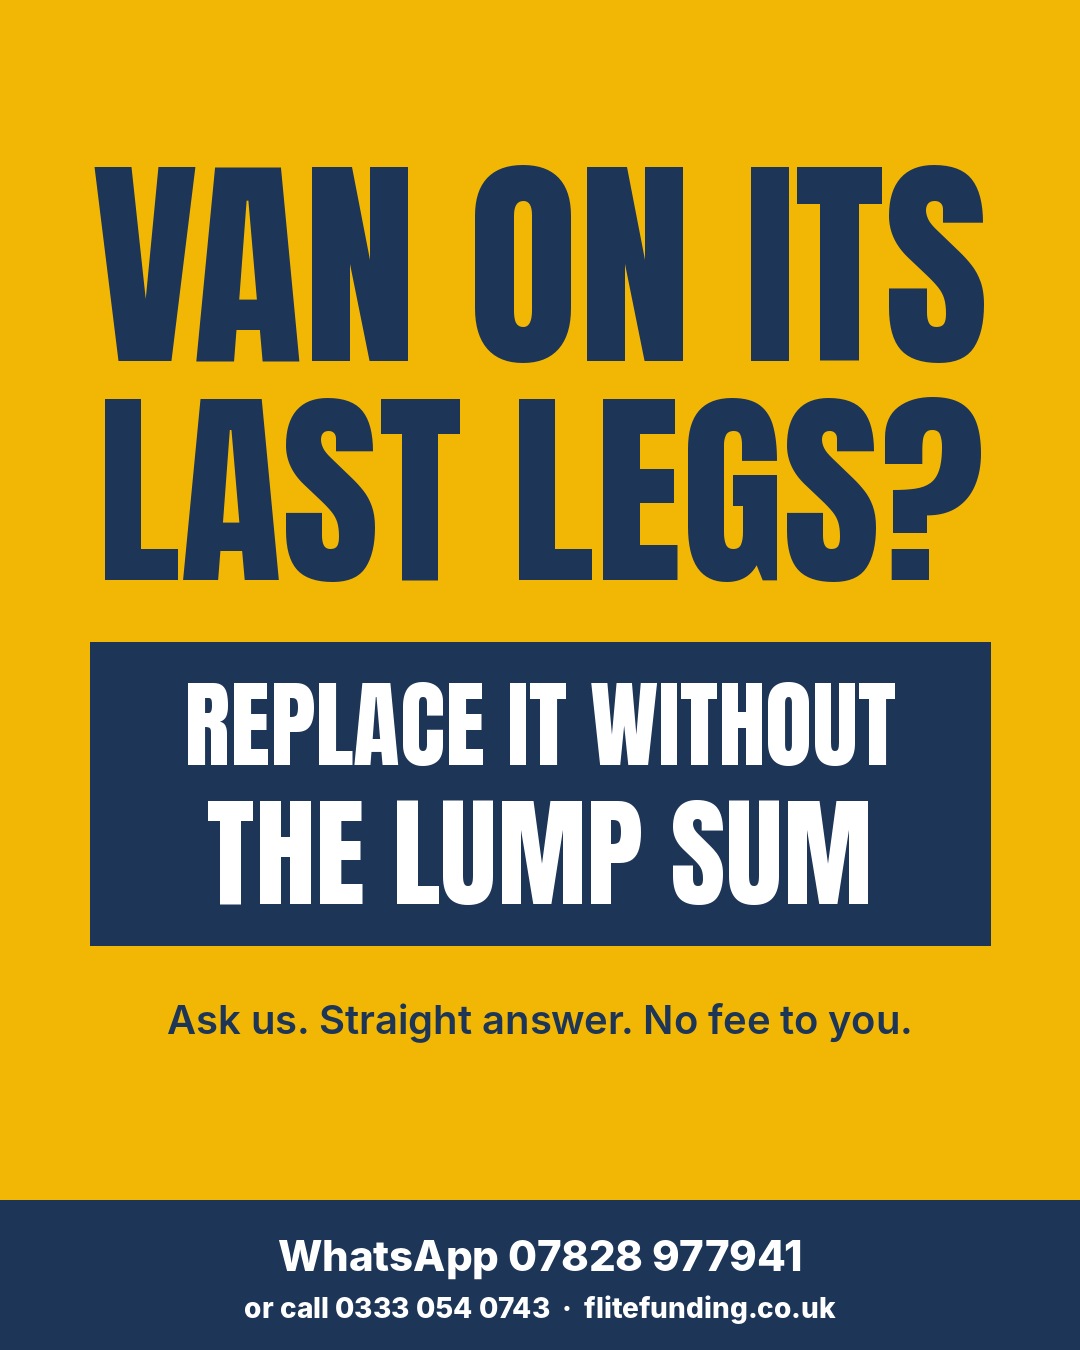 VAN ON ITS
LAST LEGS?
REPLACE IT WITHOUT
THE LUMP SUM
Ask us. Straight answer. No fee to you.
WhatsApp 07828 977941
or call 0333 054 0743 · flitefunding.co.uk